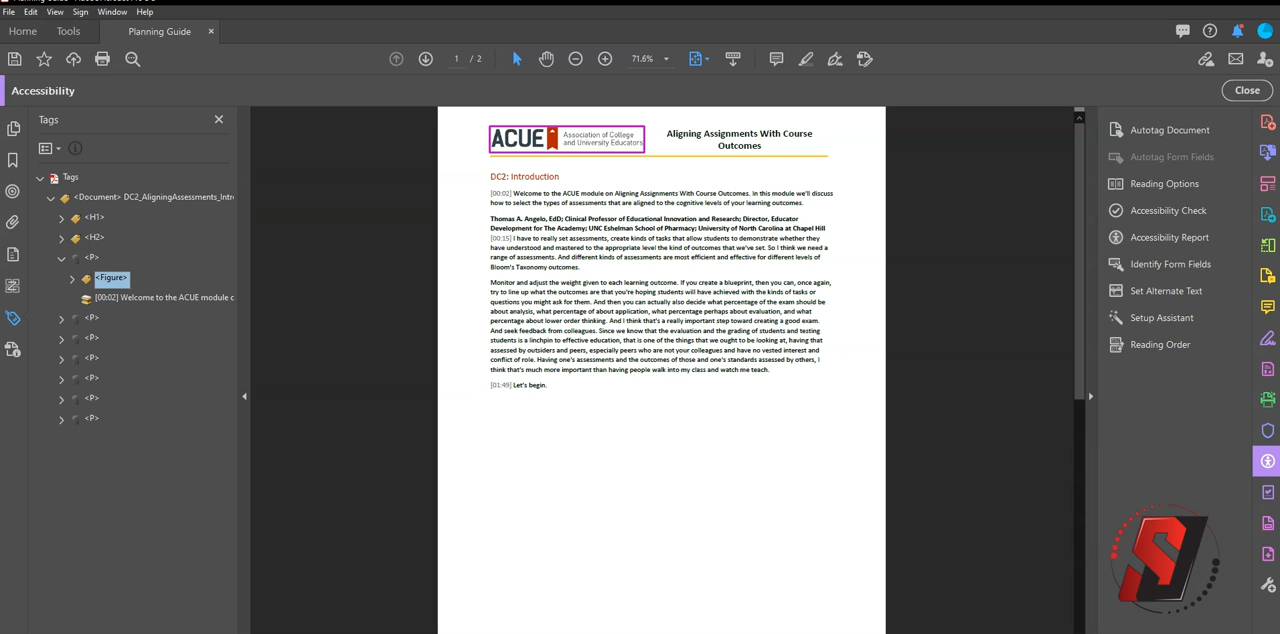 File Edit View Sign Window Help
Home Tools Planning Guide ×
1 / 2 71.6%
Accessibility Close
Tags
Tags
<Document> DC2_AligningAssessments_Intr
<H1>
<H2>
<P>
<Figure>
[00:02] Welcome to the ACUE module o
<P>
<P>
<P>
<P>
<P>
<P>
ACUE Association of College
and University Educators
Aligning Assignments With Course
Outcomes
DC2: Introduction
[00:02] Welcome to the ACUE module on Aligning Assignments With Course Outcomes. In this module we'll discuss
how to select the types of assessments that are aligned to the cognitive levels of your learning outcomes.
Thomas A. Angelo, EdD; Clinical Professor of Educational Innovation and Research; Director, Educator
Development for The Academy; UNC Eshelman School of Pharmacy; University of North Carolina at Chapel Hill
[00:15] I have to really set assessments, create kinds of tasks that allow students to demonstrate whether they
have understood and mastered to the appropriate level the kind of outcomes that we've set. So I think we need a
range of assessments. And different kinds of assessments are most efficient and effective for different levels of
Bloom's Taxonomy outcomes.
Monitor and adjust the weight given to each learning outcome. If you create a blueprint, then you can, once again,
try to line up what the outcomes are that you're hoping students will have achieved with the kinds of tasks or
questions you might ask for them. And then you can actually also decide what percentage of the exam should be
about analysis, what percentage of about application, what percentage perhaps about evaluation, and what
percentage about lower order thinking. And I think that's a really important step toward creating a good exam.
And seek feedback from colleagues. Since we know that the evaluation and the grading of students and testing
students is a linchpin to effective education, that is one of the things that we ought to be looking at, having that
assessed by outsiders and peers, especially peers who are not your colleagues and have no vested interest and
conflict of role. Having one's assessments and the outcomes of those and one's standards assessed by others, I
think that's much more important than having people walk into my class and watch me teach.
[01:49] Let's begin.
Autotag Document
Autotag Form Fields
Reading Options
Accessibility Check
Accessibility Report
Identify Form Fields
Set Alternate Text
Setup Assistant
Reading Order